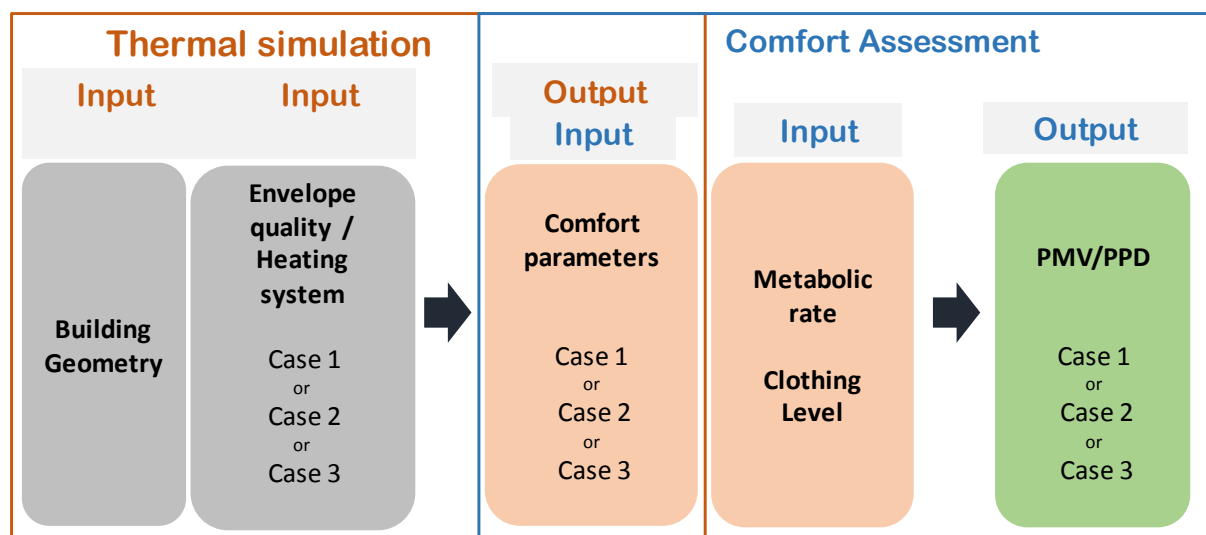 Thermal simulation
Comfort Assessment
Input
Input
Output
Input
Input
Output
Building
Geometry
Envelope
quality /
Heating
system
Case 1
or
Case 2
or
Case 3
Comfort
parameters
Case 1
or
Case 2
or
Case 3
Metabolic
rate
Clothing
Level
PMV/PPD
Case 1
or
Case 2
or
Case 3